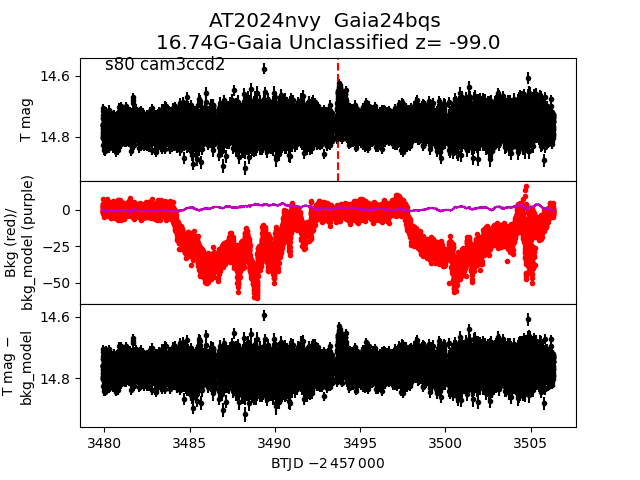 AT2024nvy  Gaia24bqs
16.74G-Gaia Unclassified z= -99.0
s80 cam3ccd2
T mag
14.6
14.8
Bkg (red)/
bkg_model (purple)
0
−25
−50
T mag −
bkg_model
14.6
14.8
3480 3485 3490 3495 3500 3505
BTJD −2 457 000